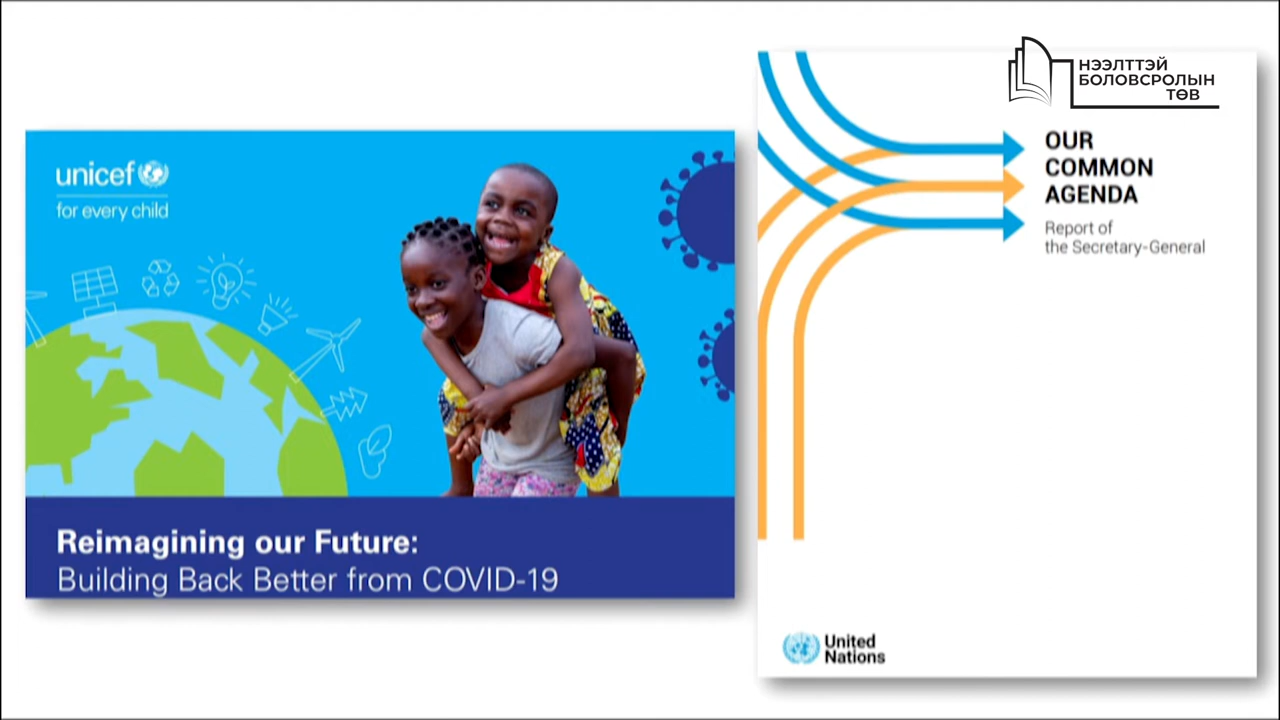 unicef
for every child
Reimagining our Future:
Building Back Better from COVID-19
НЭЭЛТТЭЙ
БОЛОВСРОЛЫН
ТӨВ
OUR
COMMON
AGENDA
Report of
the Secretary-General
United
Nations